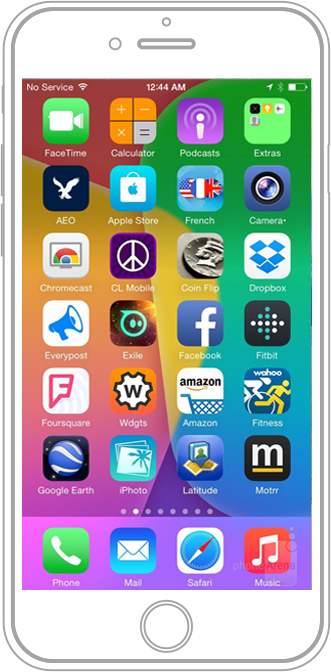 No Service 12:44 AM
FaceTime Calculator Podcasts Extras
AEO Apple Store French Camera+
Chromecast CL Mobile Coin Flip Dropbox
f
Everypost Exile Facebook Fitbit
W amazon wahoo
Foursquare Wdgts Amazon Fitness
m
Google Earth iPhoto Latitude Motrr
Phone Mail Safari Music
phoneArena